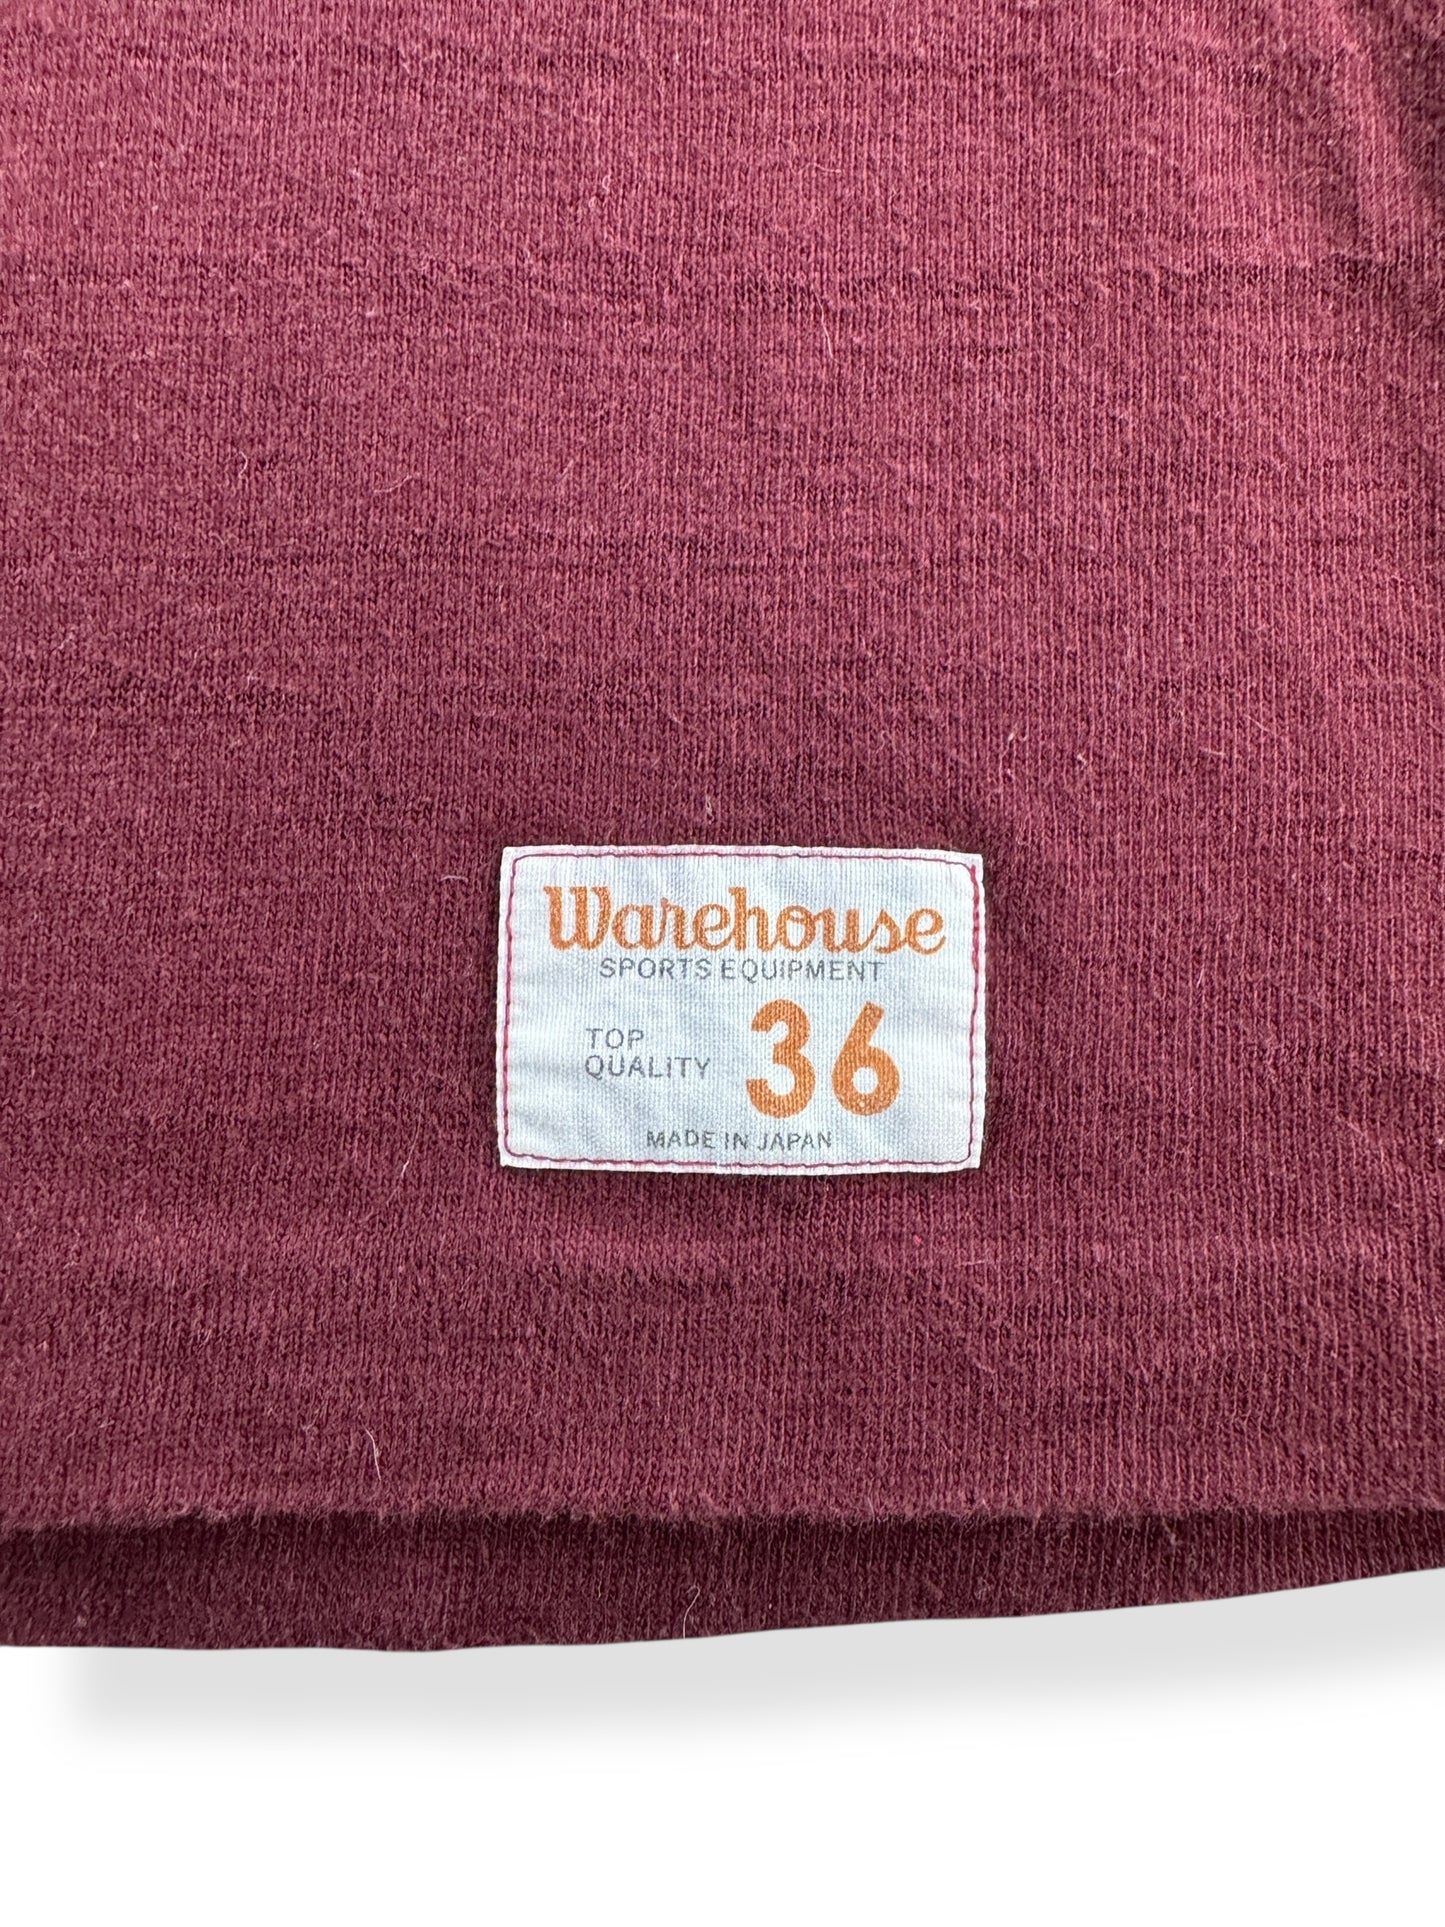 Warehouse
SPORTS EQUIPMENT
TOP
QUALITY
36
MADE IN JAPAN